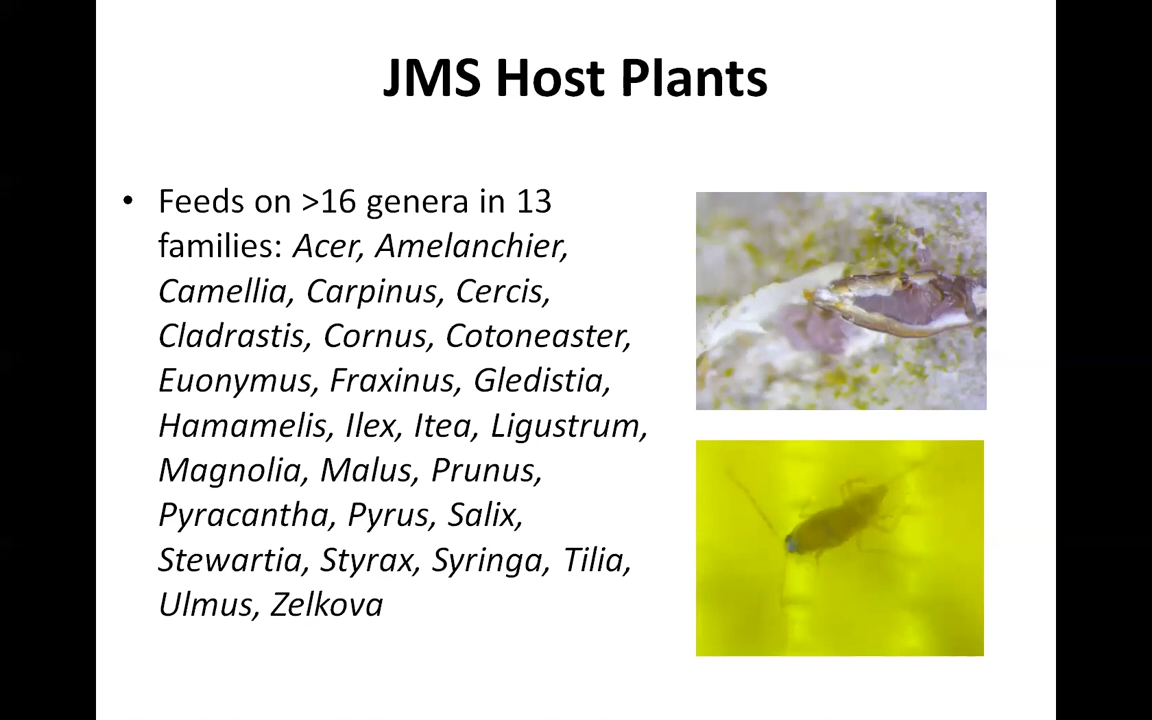 JMS Host Plants
• Feeds on >16 genera in 13
families: Acer, Amelanchier,
Camellia, Carpinus, Cercis,
Cladrastis, Cornus, Cotoneaster,
Euonymus, Fraxinus, Gledistia,
Hamamelis, Ilex, Itea, Ligustrum,
Magnolia, Malus, Prunus,
Pyracantha, Pyrus, Salix,
Stewartia, Styrax, Syringa, Tilia,
Ulmus, Zelkova